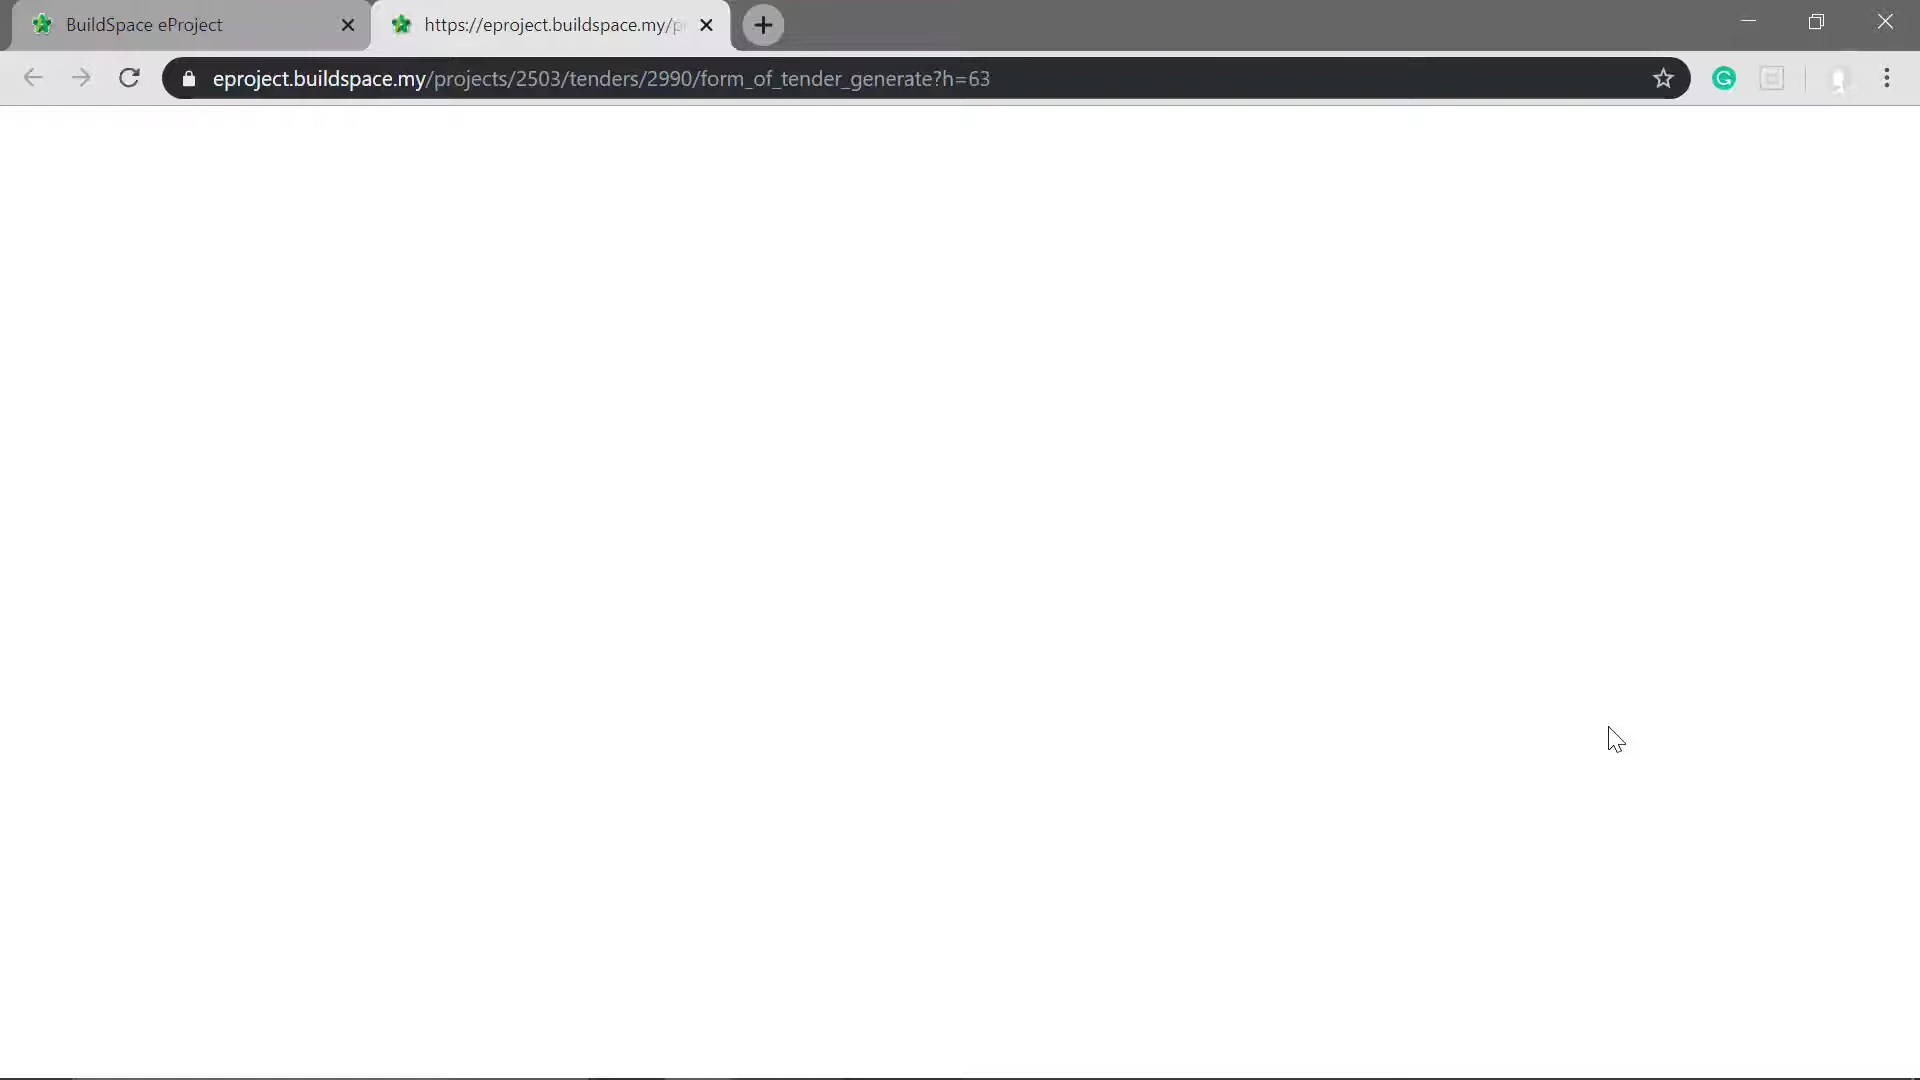 BuildSpace eProject
https://eproject.buildspace.my/p
eproject.buildspace.my/projects/2503/tenders/2990/form_of_tender_generate?h=63